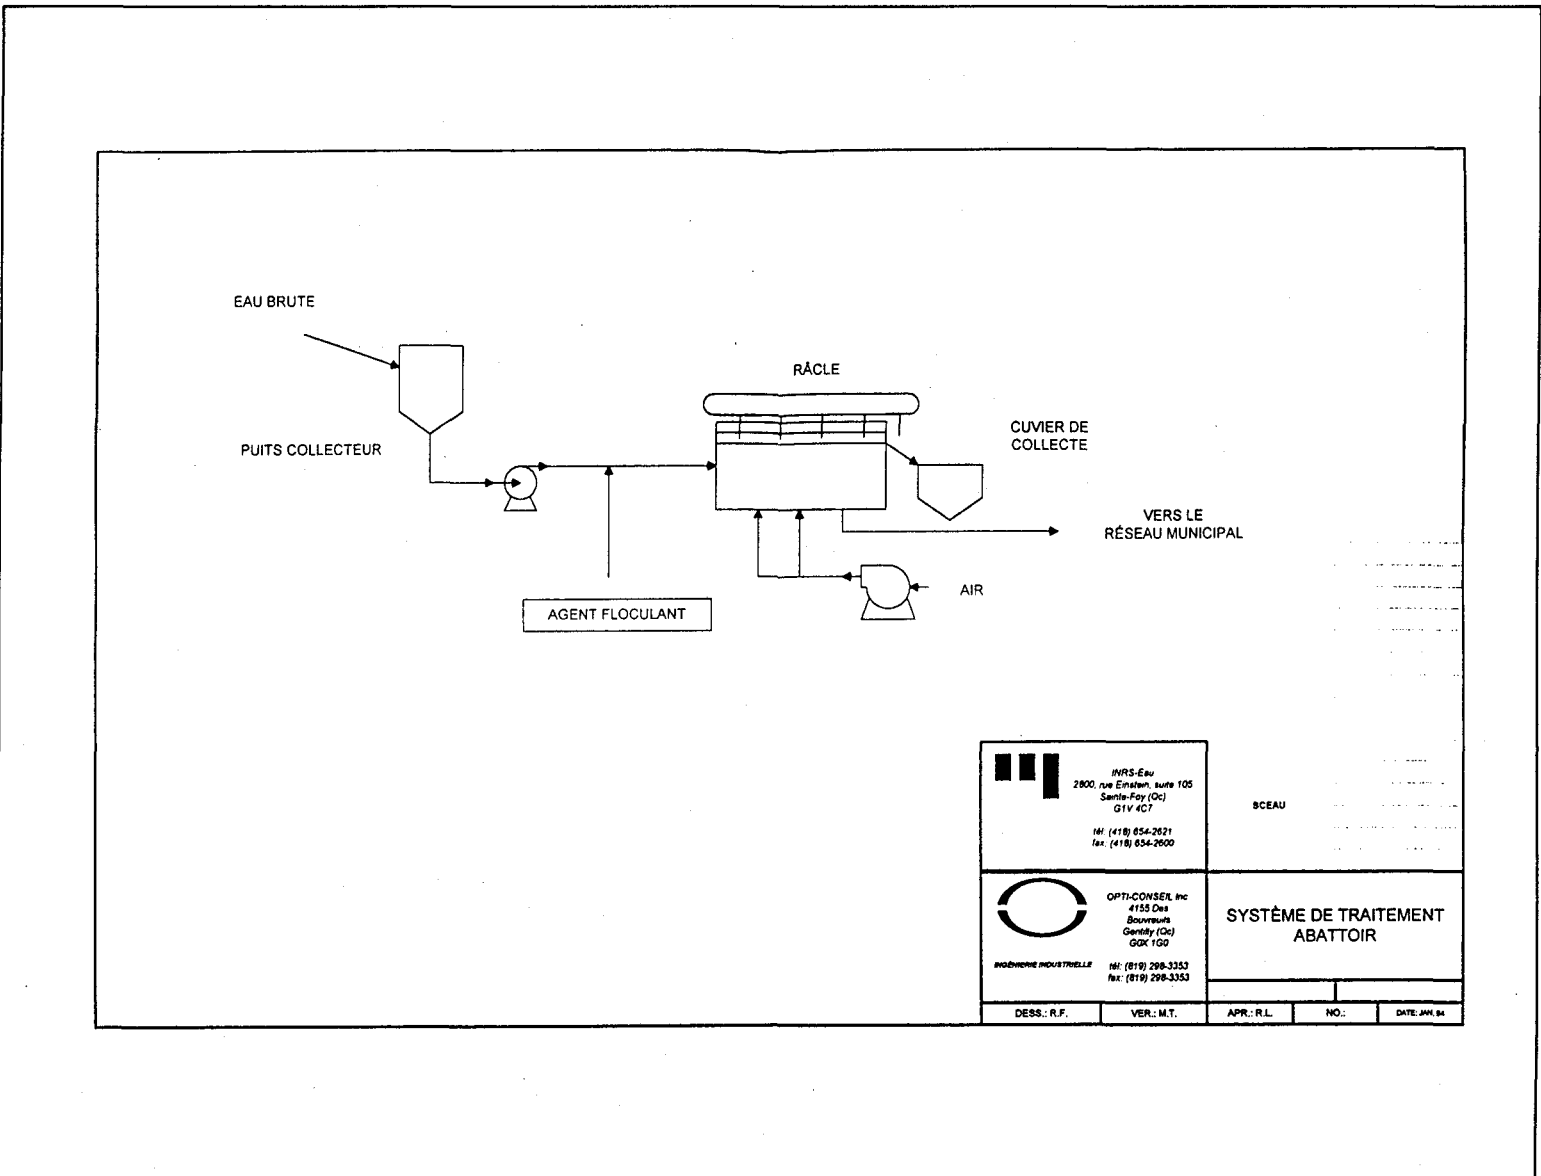 EAU BRUTE
RÂCLE
CUVIER DE
COLLECTE
PUITS COLLECTEUR
VERS LE
RÉSEAU MUNICIPAL
AIR
AGENT FLOCULANT
INRS-Eau
2800, rue Einstein, suite 105
Sainte-Foy (Qc)
G1V 4C7
tél: (418) 654-2621
fax: (418) 654-2600
SCEAU
OPTI-CONSEIL Inc
4155 Des
Bouvreuils
Gentilly (Qc)
G0X 1G0
INGÉNIERIE INDUSTRIELLE
tél: (819) 298-3353
fax: (819) 298-3353
SYSTÈME DE TRAITEMENT
ABATTOIR
DESS.: R.F.
VER.: M.T.
APR.: R.L.
NO.:
DATE: JAN. 94